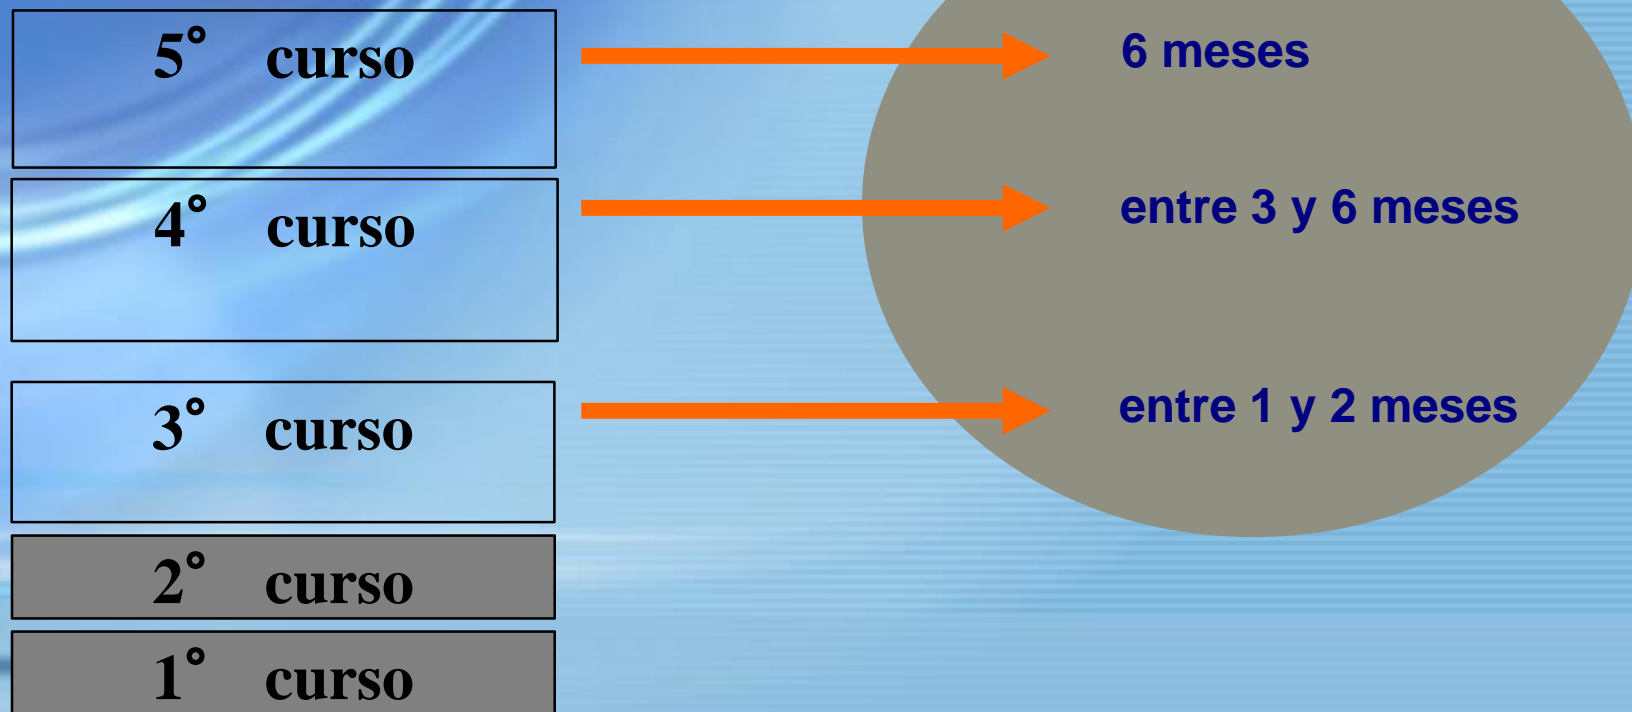 5° curso
6 meses
4° curso
entre 3 y 6 meses
3° curso
entre 1 y 2 meses
2° curso
1° curso